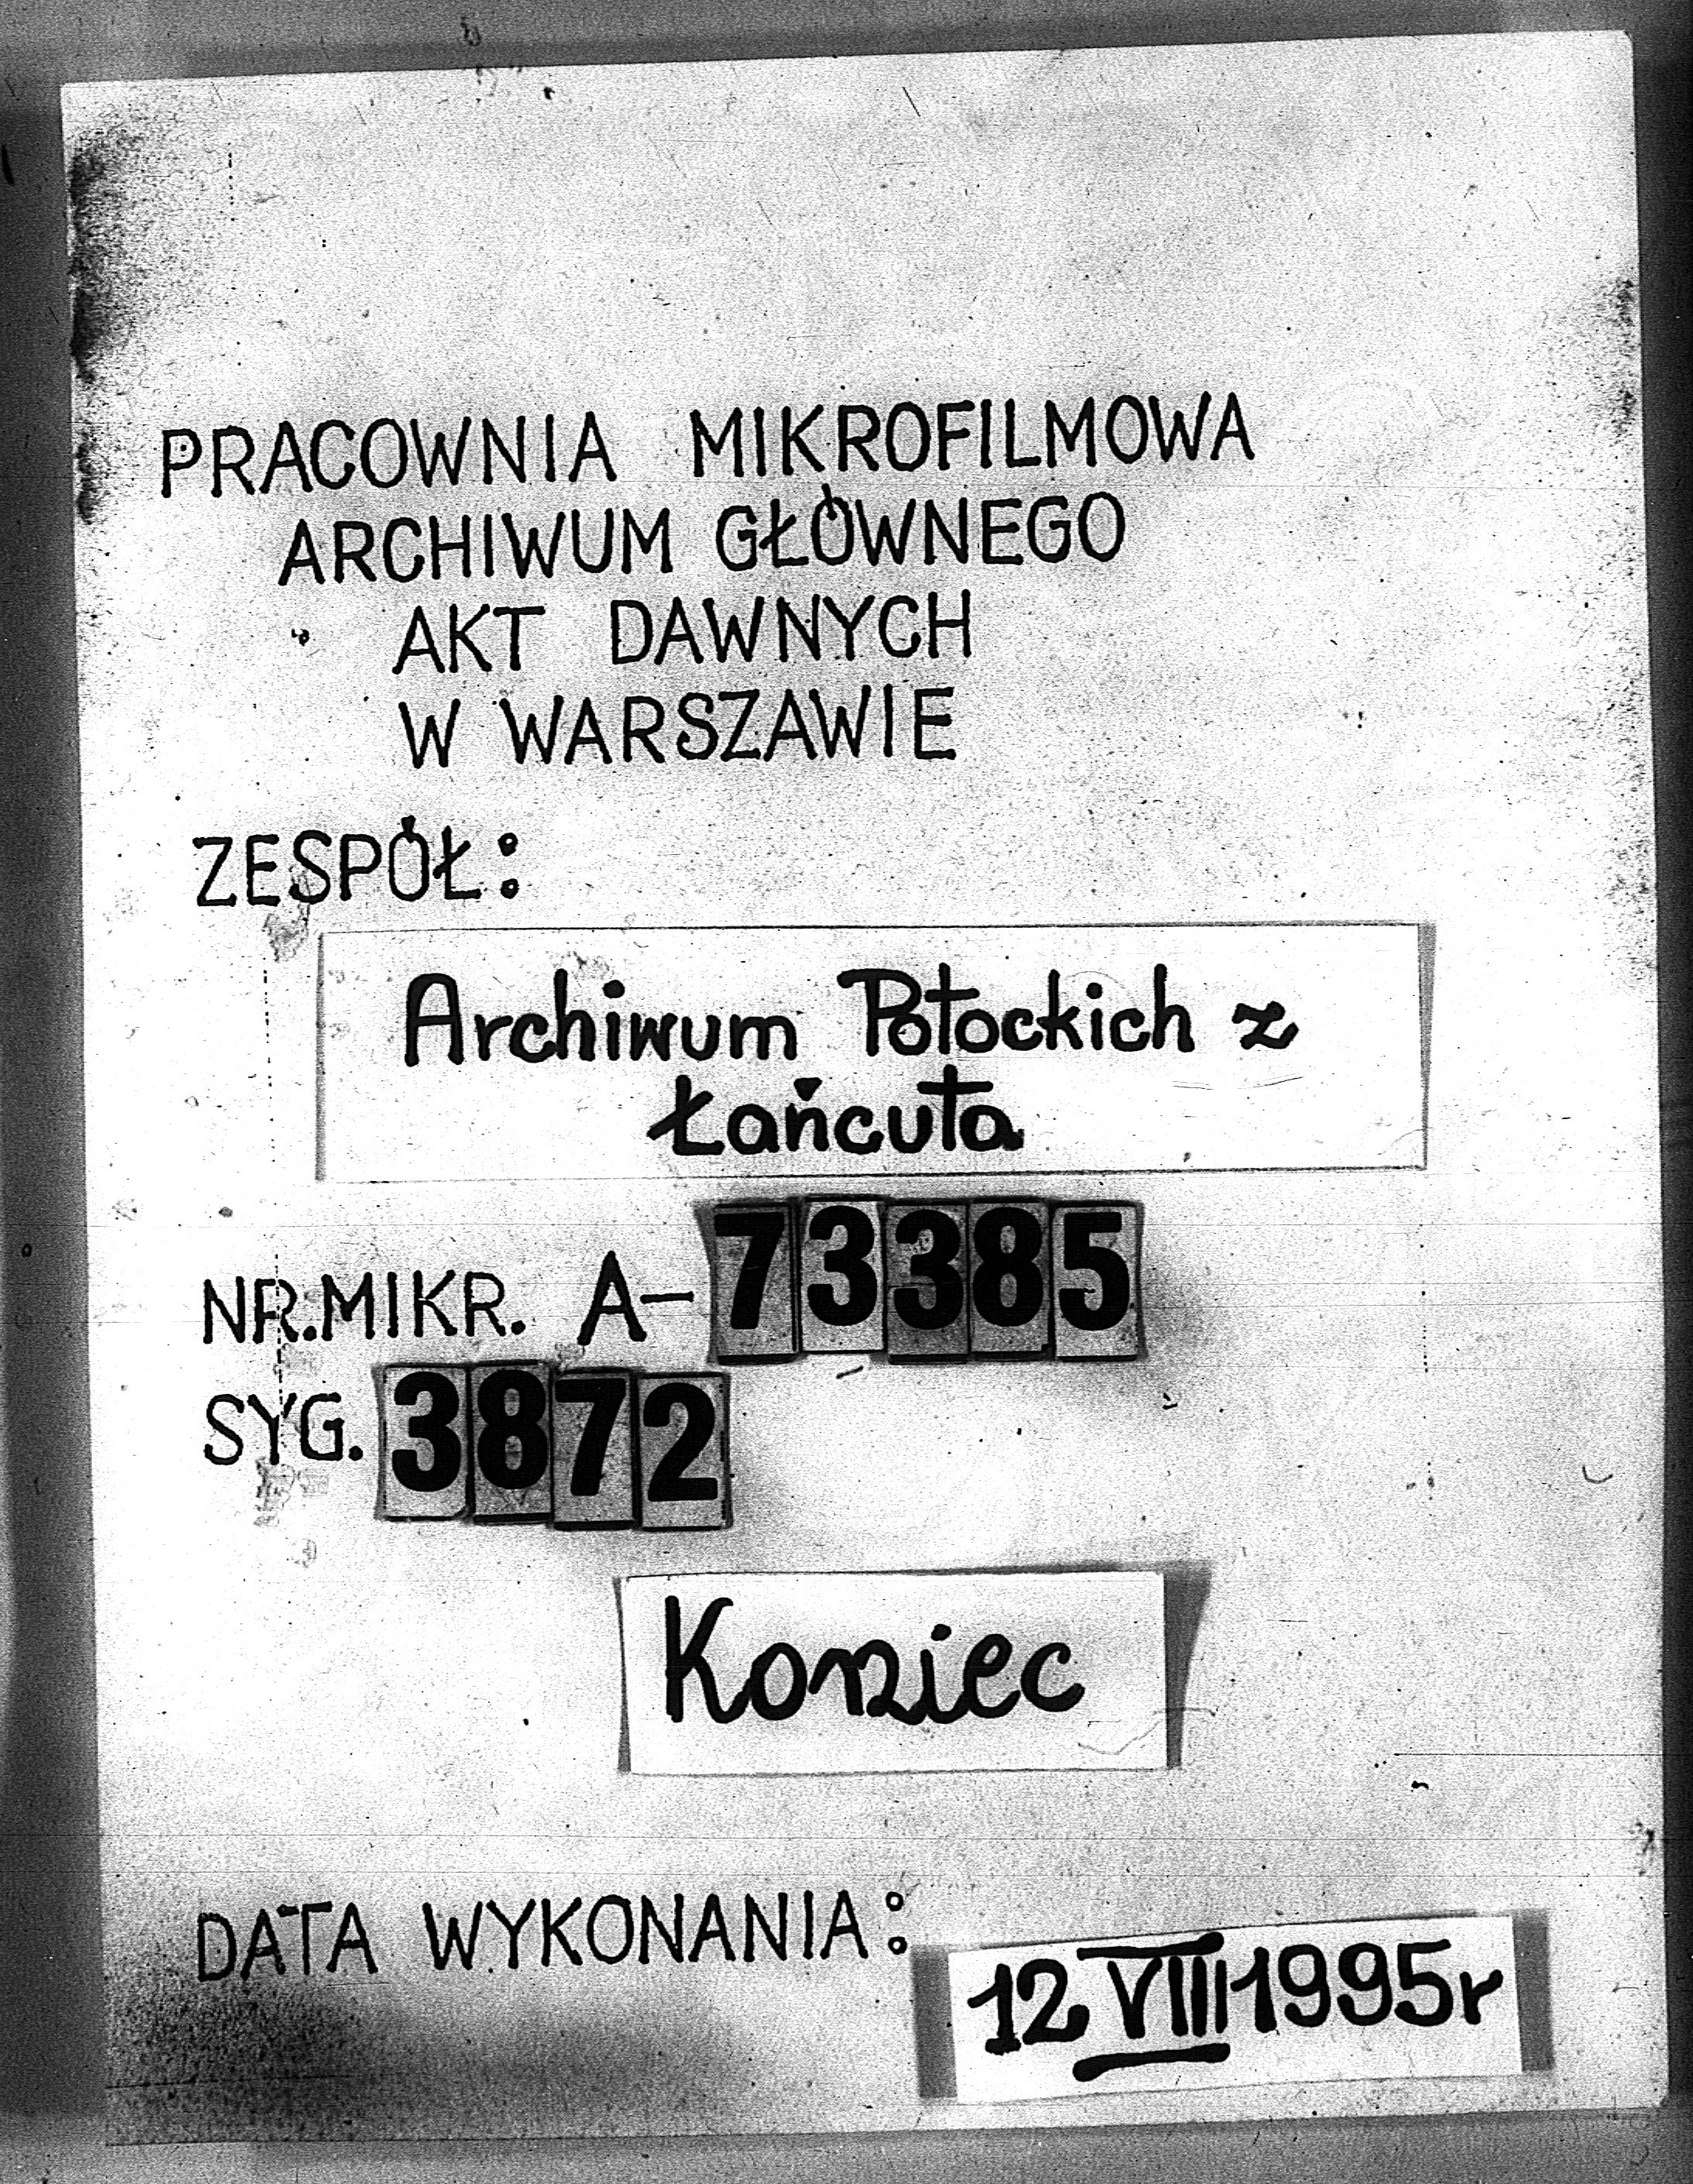 PRACOWNIA MIKROFILMOWA
ARCHIWUM GŁÓWNEGO
AKT DAWNYCH
W WARSZAWIE
ZESPÓŁ:
Archiwum Potockich z
Łańcuta
NR.MIKR. A-73385
SYG. 3872
Koniec
DATA WYKONANIA:
12 VIII 1995r